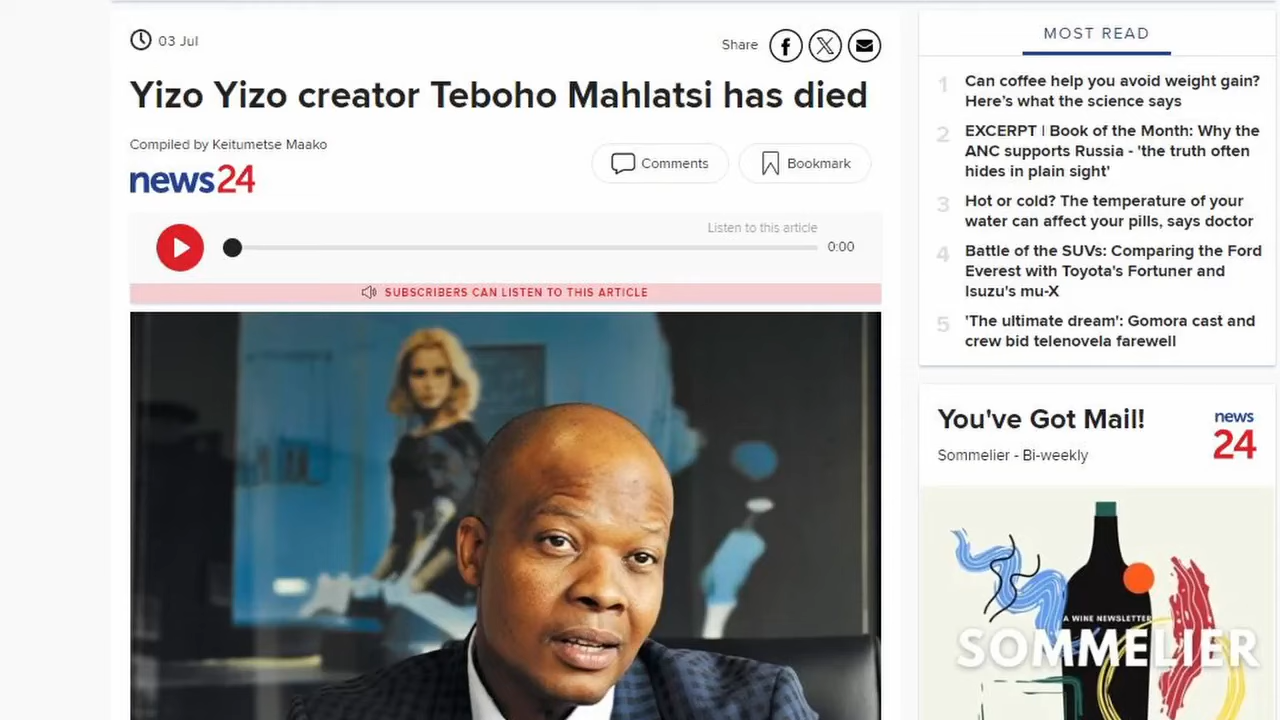 03 Jul
Share
Yizo Yizo creator Teboho Mahlatsi has died
Compiled by Keitumetse Maako
news24
Comments
Bookmark
Listen to this article
0:00
SUBSCRIBERS CAN LISTEN TO THIS ARTICLE
MOST READ
1 Can coffee help you avoid weight gain?
Here's what the science says
2 EXCERPT | Book of the Month: Why the
ANC supports Russia - 'the truth often
hides in plain sight'
3 Hot or cold? The temperature of your
water can affect your pills, says doctor
4 Battle of the SUVs: Comparing the Ford
Everest with Toyota's Fortuner and
Isuzu's mu-X
5 'The ultimate dream': Gomora cast and
crew bid telenovela farewell
You've Got Mail!
Sommelier - Bi-weekly
news
24
A WINE NEWSLETTER
SOMMELIER